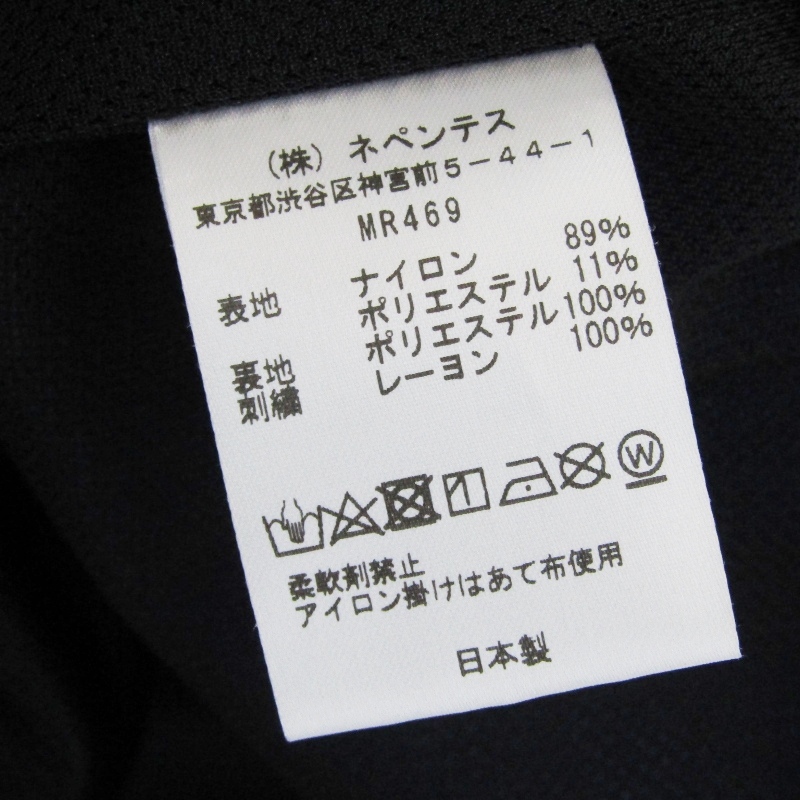 (株) ネペンテス
東京都渋谷区神宮前5-44-1
MR469
表地 ナイロン 89%
ポリエステル 11%
裏地 ポリエステル 100%
刺繍 レーヨン 100%
W
柔軟剤禁止
アイロン掛けはあて布使用
日本製